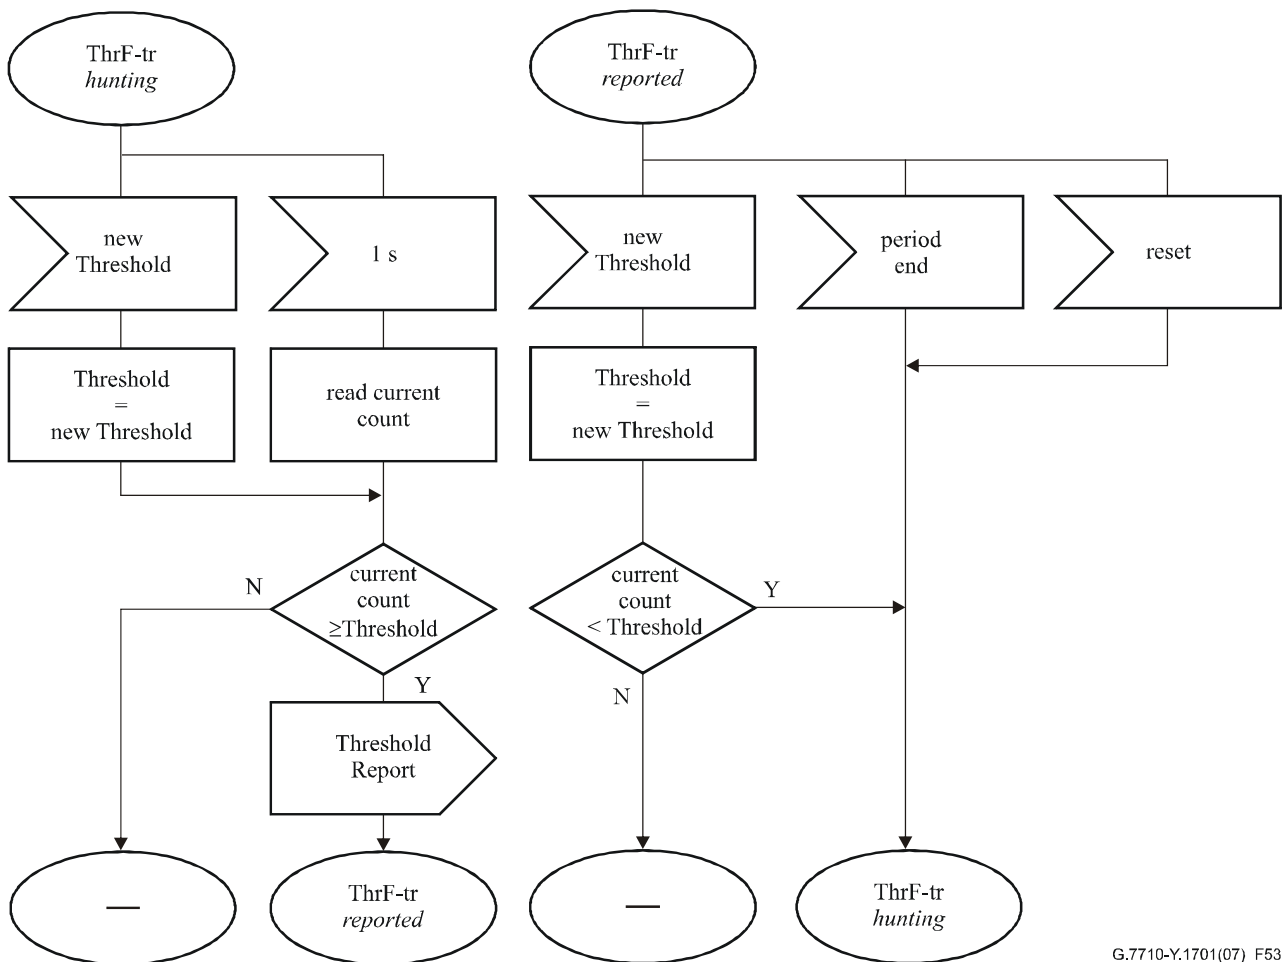 ThrF-tr
hunting
ThrF-tr
reported
new
Threshold
1 s
new
Threshold
period
end
reset
Threshold
=
new Threshold
read current
count
Threshold
=
new Threshold
N
current
count
≥Threshold
Y
current
count
< Threshold
Y
N
Threshold
Report
—
ThrF-tr
reported
—
ThrF-tr
hunting
G.7710-Y.1701(07)_F53